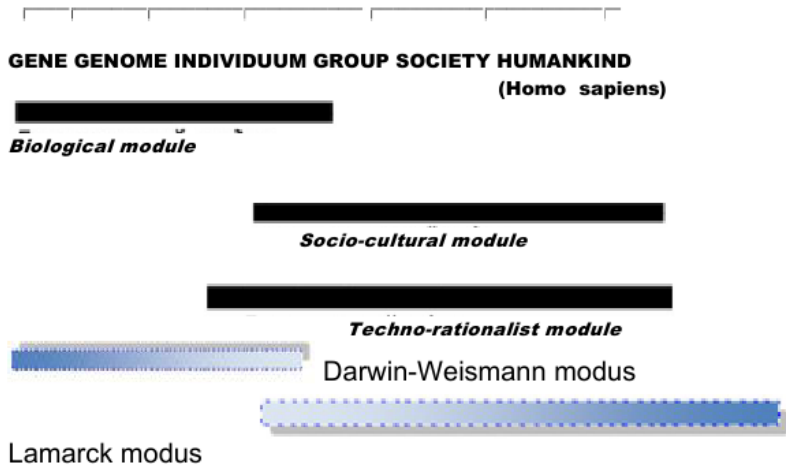 GENE GENOME INDIVIDUUM GROUP SOCIETY HUMANKIND
(Homo sapiens)
Biological module
Socio-cultural module
Techno-rationalist module
Darwin-Weismann modus
Lamarck modus